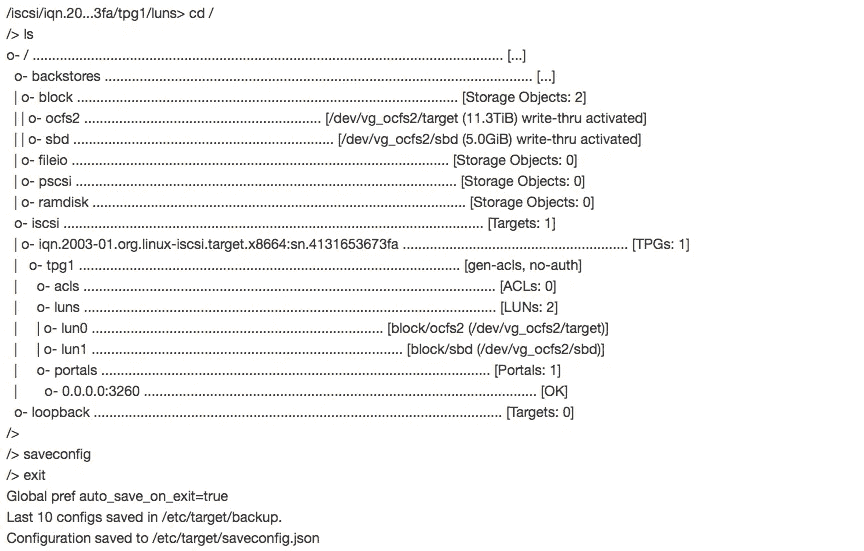 /iscsi/iqn.20...3fa/tpg1/luns> cd /
/> ls
o- / ..................................................................................................................... [...]
o- backstores .......................................................................................................... [...]
| o- block .............................................................................................. [Storage Objects: 2]
| | o- ocfs2 ........................................................... [/dev/vg_ocfs2/target (11.3TiB) write-thru activated]
| | o- sbd ................................................................. [/dev/vg_ocfs2/sbd (5.0GiB) write-thru activated]
| o- fileio ............................................................................................. [Storage Objects: 0]
| o- pscsi .............................................................................................. [Storage Objects: 0]
| o- ramdisk ............................................................................................ [Storage Objects: 0]
o- iscsi ........................................................................................................ [Targets: 1]
| o- iqn.2003-01.org.linux-iscsi.target.x8664:sn.4131653673fa ........................................................ [TPGs: 1]
| o- tpg1 ............................................................................................... [gen-acls, no-auth]
| o- acls ...................................................................................................... [ACLs: 0]
| o- luns ...................................................................................................... [LUNs: 2]
| | o- lun0 ........................................................................ [block/ocfs2 (/dev/vg_ocfs2/target)]
| | o- lun1 ............................................................................. [block/sbd (/dev/vg_ocfs2/sbd)]
| o- portals ................................................................................................ [Portals: 1]
| o- 0.0.0.0:3260 ................................................................................................. [OK]
o- loopback ..................................................................................................... [Targets: 0]
/>
/> saveconfig
/> exit
Global pref auto_save_on_exit=true
Last 10 configs saved in /etc/target/backup.
Configuration saved to /etc/target/saveconfig.json